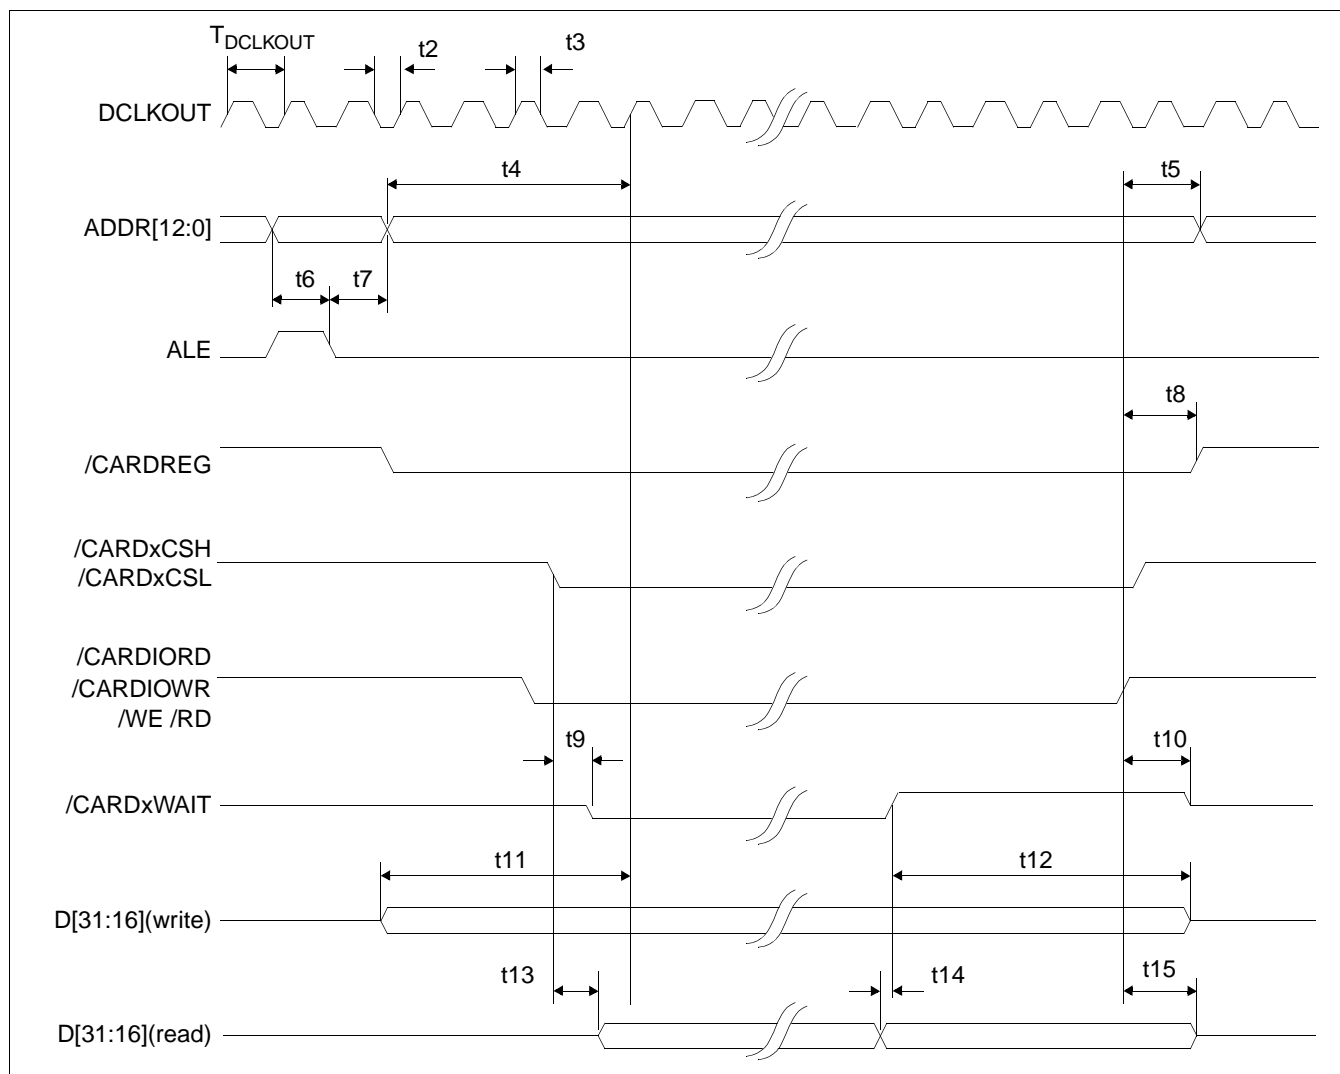 TDCLKOUT
t2
t3
DCLKOUT
t4
t5
ADDR[12:0]
t6
t7
ALE
t8
/CARDREG
/CARDxCSH
/CARDxCSL
/CARDIORD
/CARDIOWR
/WE /RD
t9
t10
/CARDxWAIT
t11
t12
D[31:16](write)
t13
t14
t15
D[31:16](read)